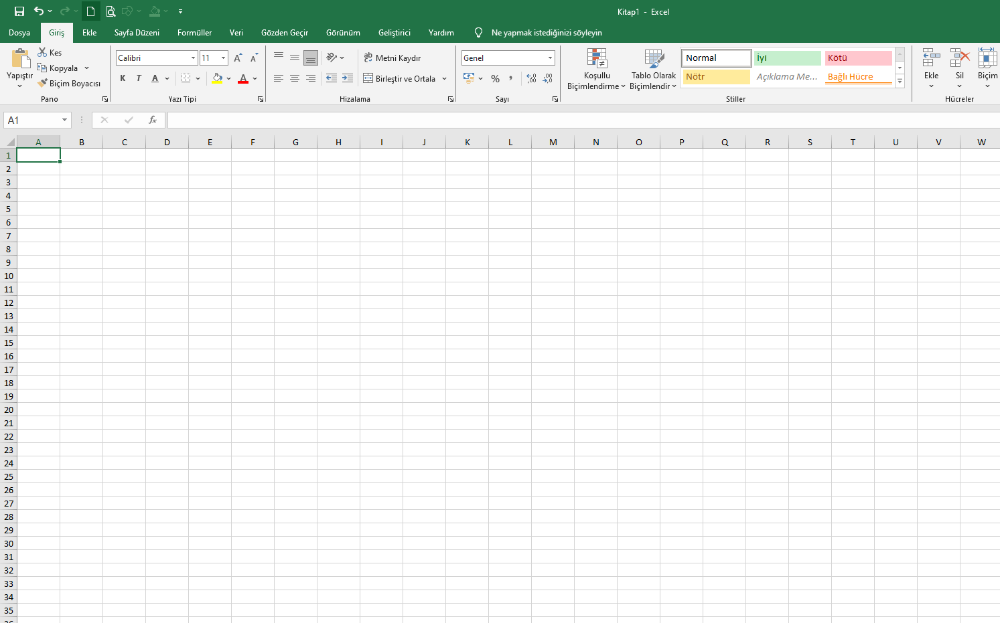 Kitap1 - Excel
Dosya Giriş Ekle Sayfa Düzeni Formüller Veri Gözden Geçir Görünüm Geliştirici Yardım Ne yapmak istediğinizi söyleyin
Yapıştır
Kes
Kopyala
Biçim Boyacısı
Pano
Calibri 11 A A
K T A A
Yazı Tipi
ab Metni Kaydır
Birleştir ve Ortala
Hizalama
Genel
% ,
Sayı
Koşullu
Biçimlendirme
Tablo Olarak
Biçimlendir
Normal İyi Kötü
Nötr Açıklama Me... Bağlı Hücre
Stiller
Ekle Sil Biçim
Hücreler
A1 fx
A B C D E F G H I J K L M N O P Q R S T U V W
1
2
3
4
5
6
7
8
9
10
11
12
13
14
15
16
17
18
19
20
21
22
23
24
25
26
27
28
29
30
31
32
33
34
35